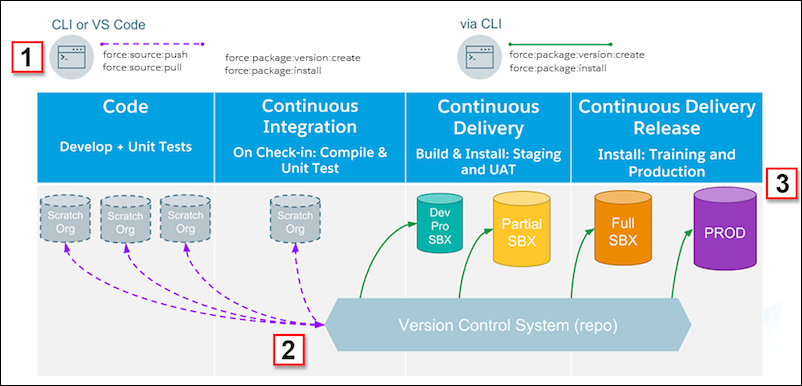 CLI or VS Code
via CLI
1
force:source:push
force:source:pull
force:package:version:create
force:package:install
force:package:version:create
force:package:install
Code
Develop + Unit Tests
Continuous
Integration
On Check-in: Compile &
Unit Test
Continuous
Delivery
Build & Install: Staging
and UAT
Continuous Delivery
Release
Install: Training and
Production
3
Scratch
Org
Scratch
Org
Scratch
Org
Scratch
Org
Dev
Pro
SBX
Partial
SBX
Full
SBX
PROD
2
Version Control System (repo)